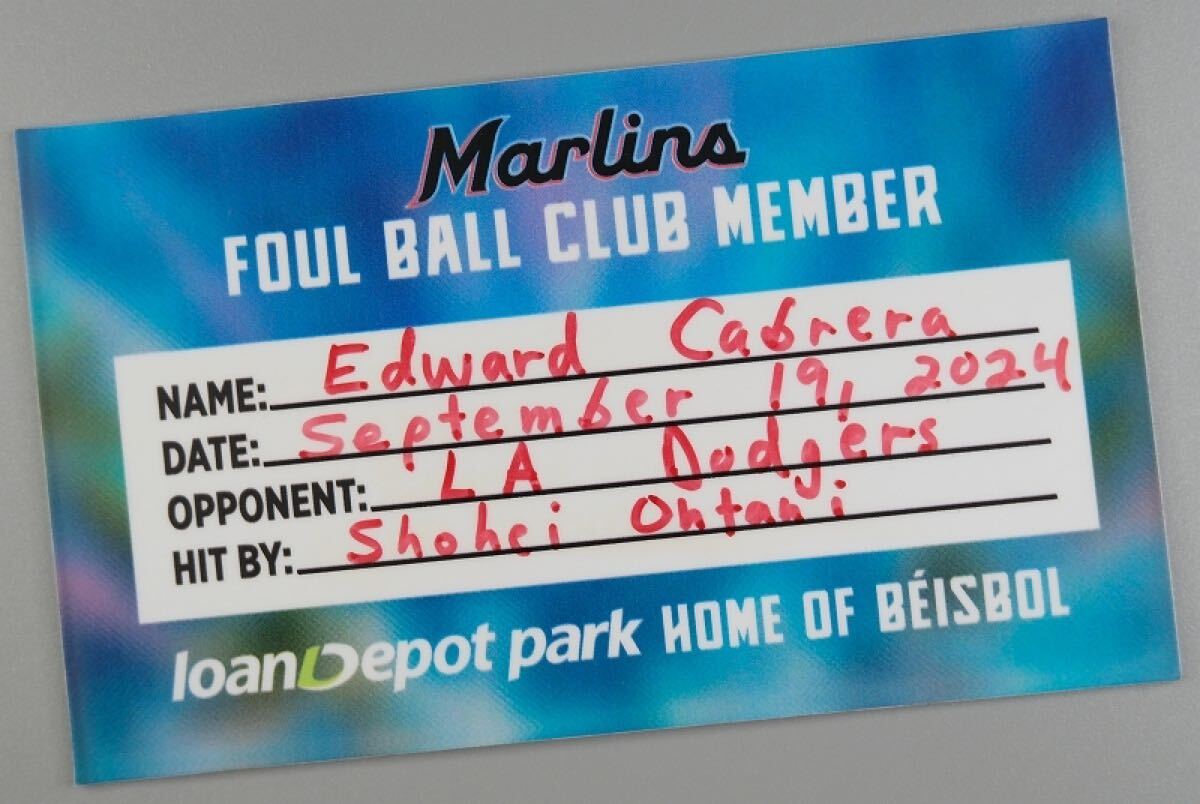 Marlins
FOUL BALL CLUB MEMBER
NAME: Edward Cabrera
DATE: September 19, 2024
OPPONENT: LA Dodgers
HIT BY: Shohei Ohtani
loanDepot park HOME OF BÉISBOL